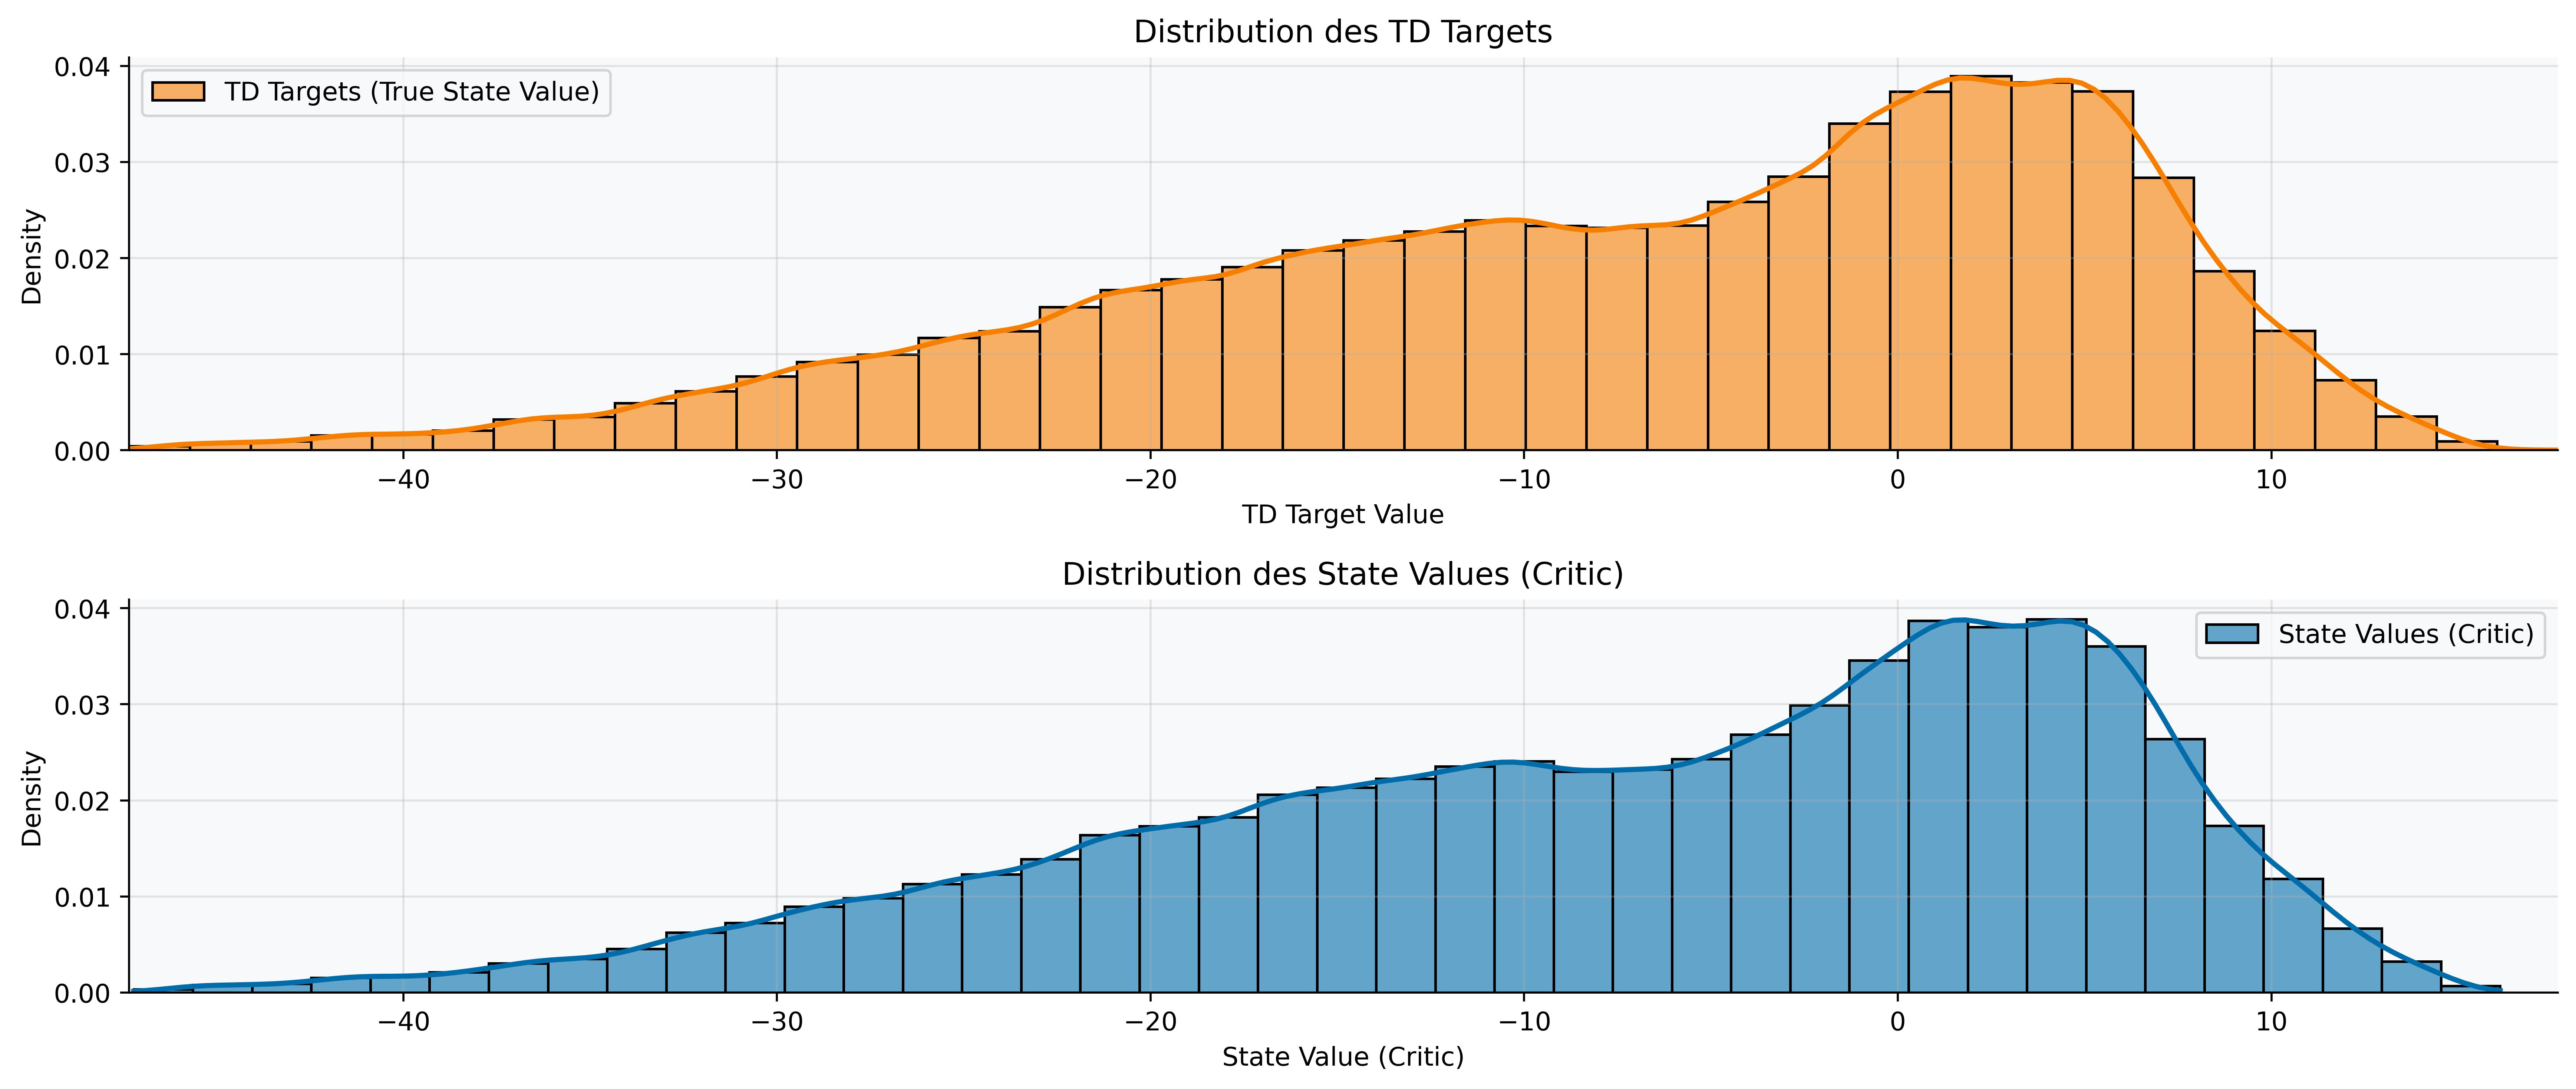 Distribution des TD Targets
TD Targets (True State Value)
Density
0.04
0.03
0.02
0.01
0.00
−40 −30 −20 −10 0 10
TD Target Value
Distribution des State Values (Critic)
State Values (Critic)
Density
0.04
0.03
0.02
0.01
0.00
−40 −30 −20 −10 0 10
State Value (Critic)